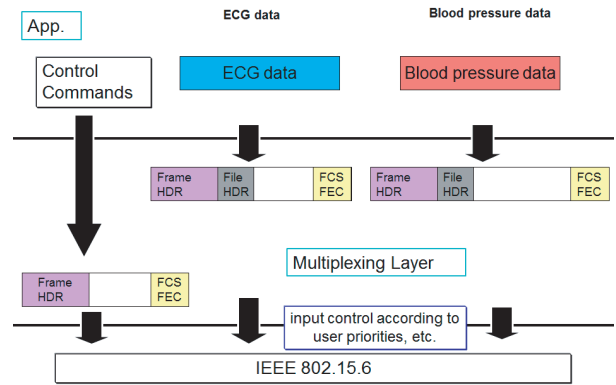 ECG data
Blood pressure data
App.
Control
Commands
ECG data
Blood pressure data
Frame
HDR
File
HDR
FCS
FEC
Frame
HDR
File
HDR
FCS
FEC
Multiplexing Layer
Frame
HDR
FCS
FEC
input control according to
user priorities, etc.
IEEE 802.15.6